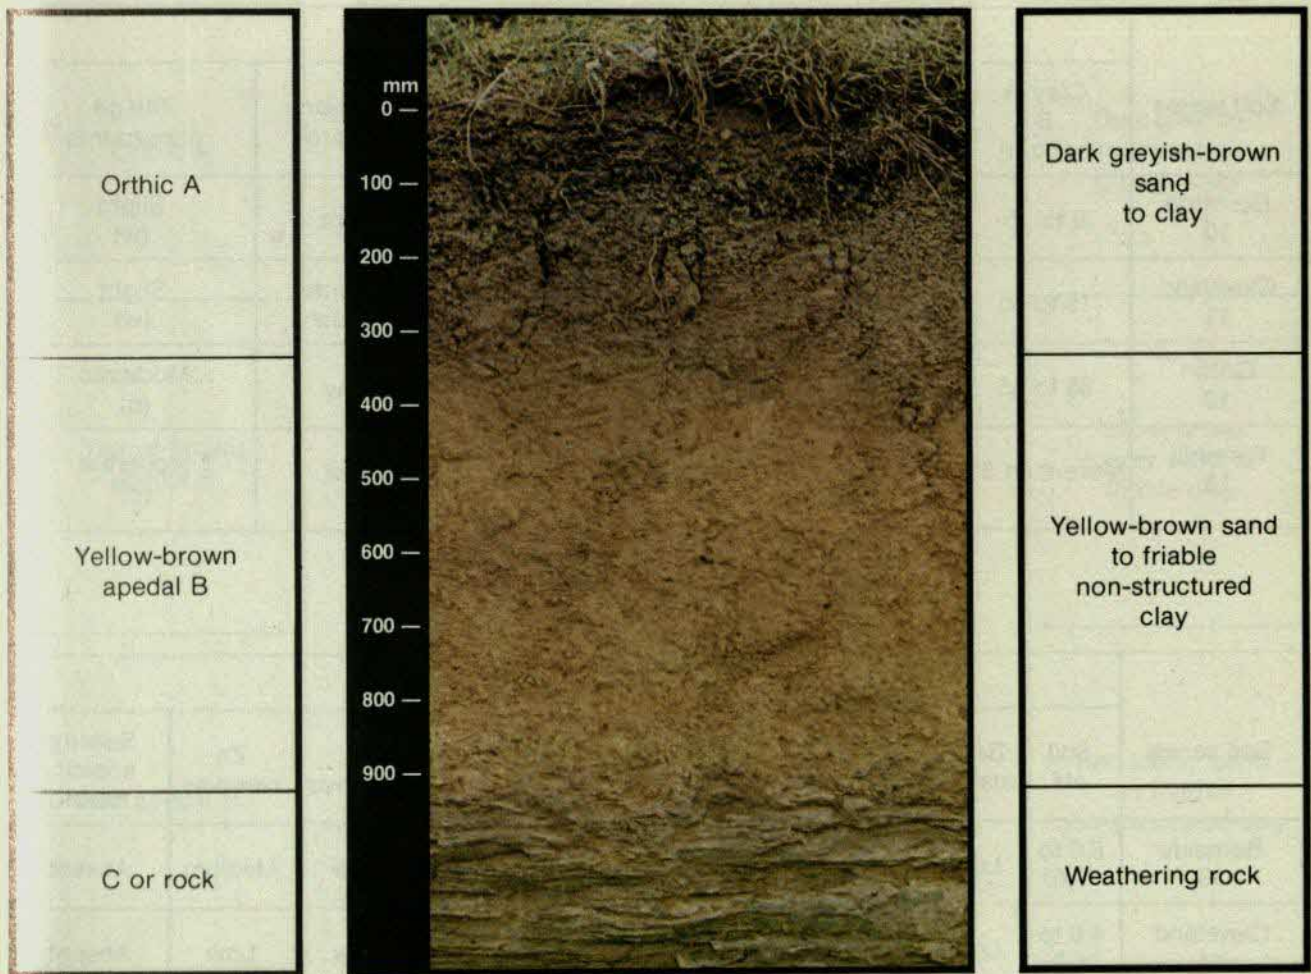 Orthic A
Yellow-brown
apedal B
C or rock
mm
0 —
100 —
200 —
300 —
400 —
500 —
600 —
700 —
800 —
900 —
Dark greyish-brown
sand
to clay
Yellow-brown sand
to friable
non-structured
clay
Weathering rock